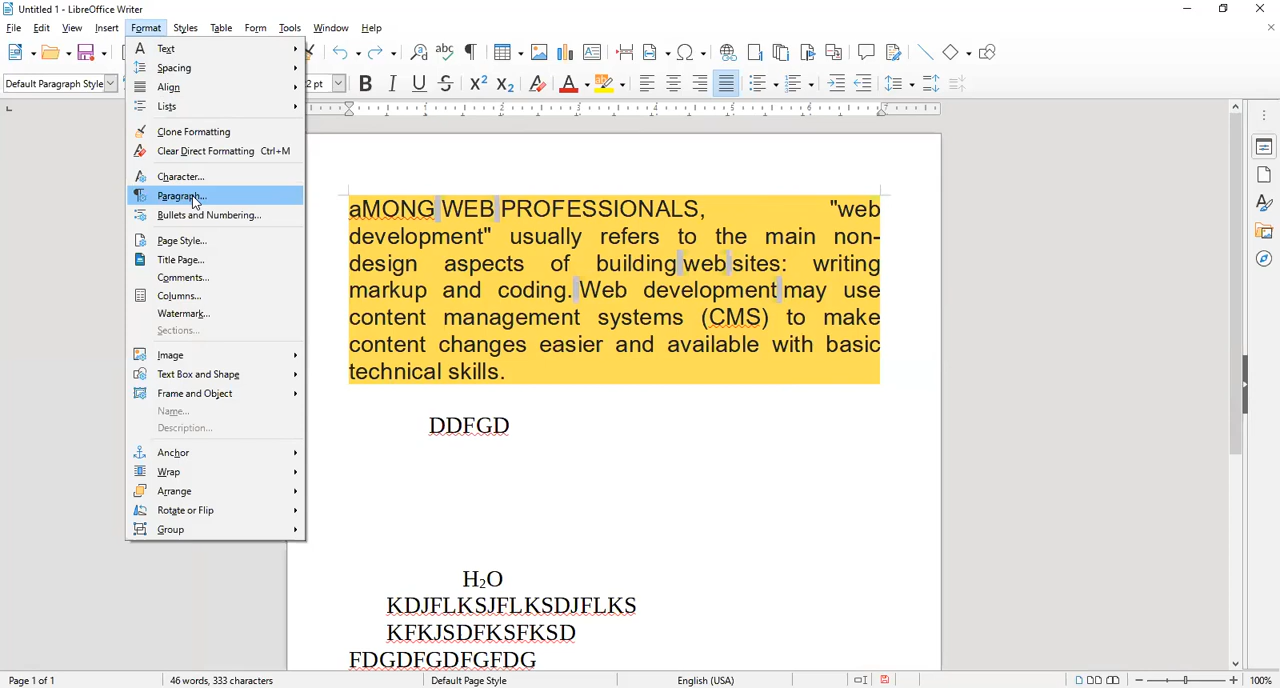 Untitled 1 - LibreOffice Writer
File Edit View Insert Format Styles Table Form Tools Window Help
Default Paragraph Style
2 pt
Text
Spacing
Align
Lists
Clone Formatting
Clear Direct Formatting Ctrl+M
Character...
Paragraph...
Bullets and Numbering...
Page Style...
Title Page...
Comments...
Columns...
Watermark...
Sections...
Image
Text Box and Shape
Frame and Object
Name...
Description...
Anchor
Wrap
Arrange
Rotate or Flip
Group
aMONG WEB PROFESSIONALS, "web
development" usually refers to the main non-
design aspects of building web sites: writing
markup and coding. Web development may use
content management systems (CMS) to make
content changes easier and available with basic
technical skills.
DDFGD
H₂O
KDJFLKSJFLKSDJFLKS
KFKJSDFKSFKSD
FDGDFGDFGFDG
Page 1 of 1 46 words, 333 characters Default Page Style English (USA) 100%